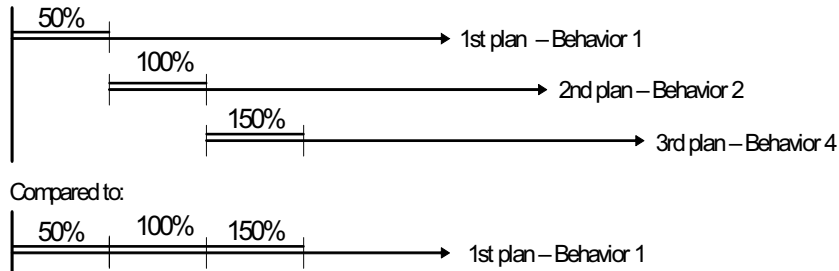 50%
1st plan – Behavior 1
100%
2nd plan – Behavior 2
150%
3rd plan – Behavior 4
Compared to:
50% 100% 150%
1st plan – Behavior 1